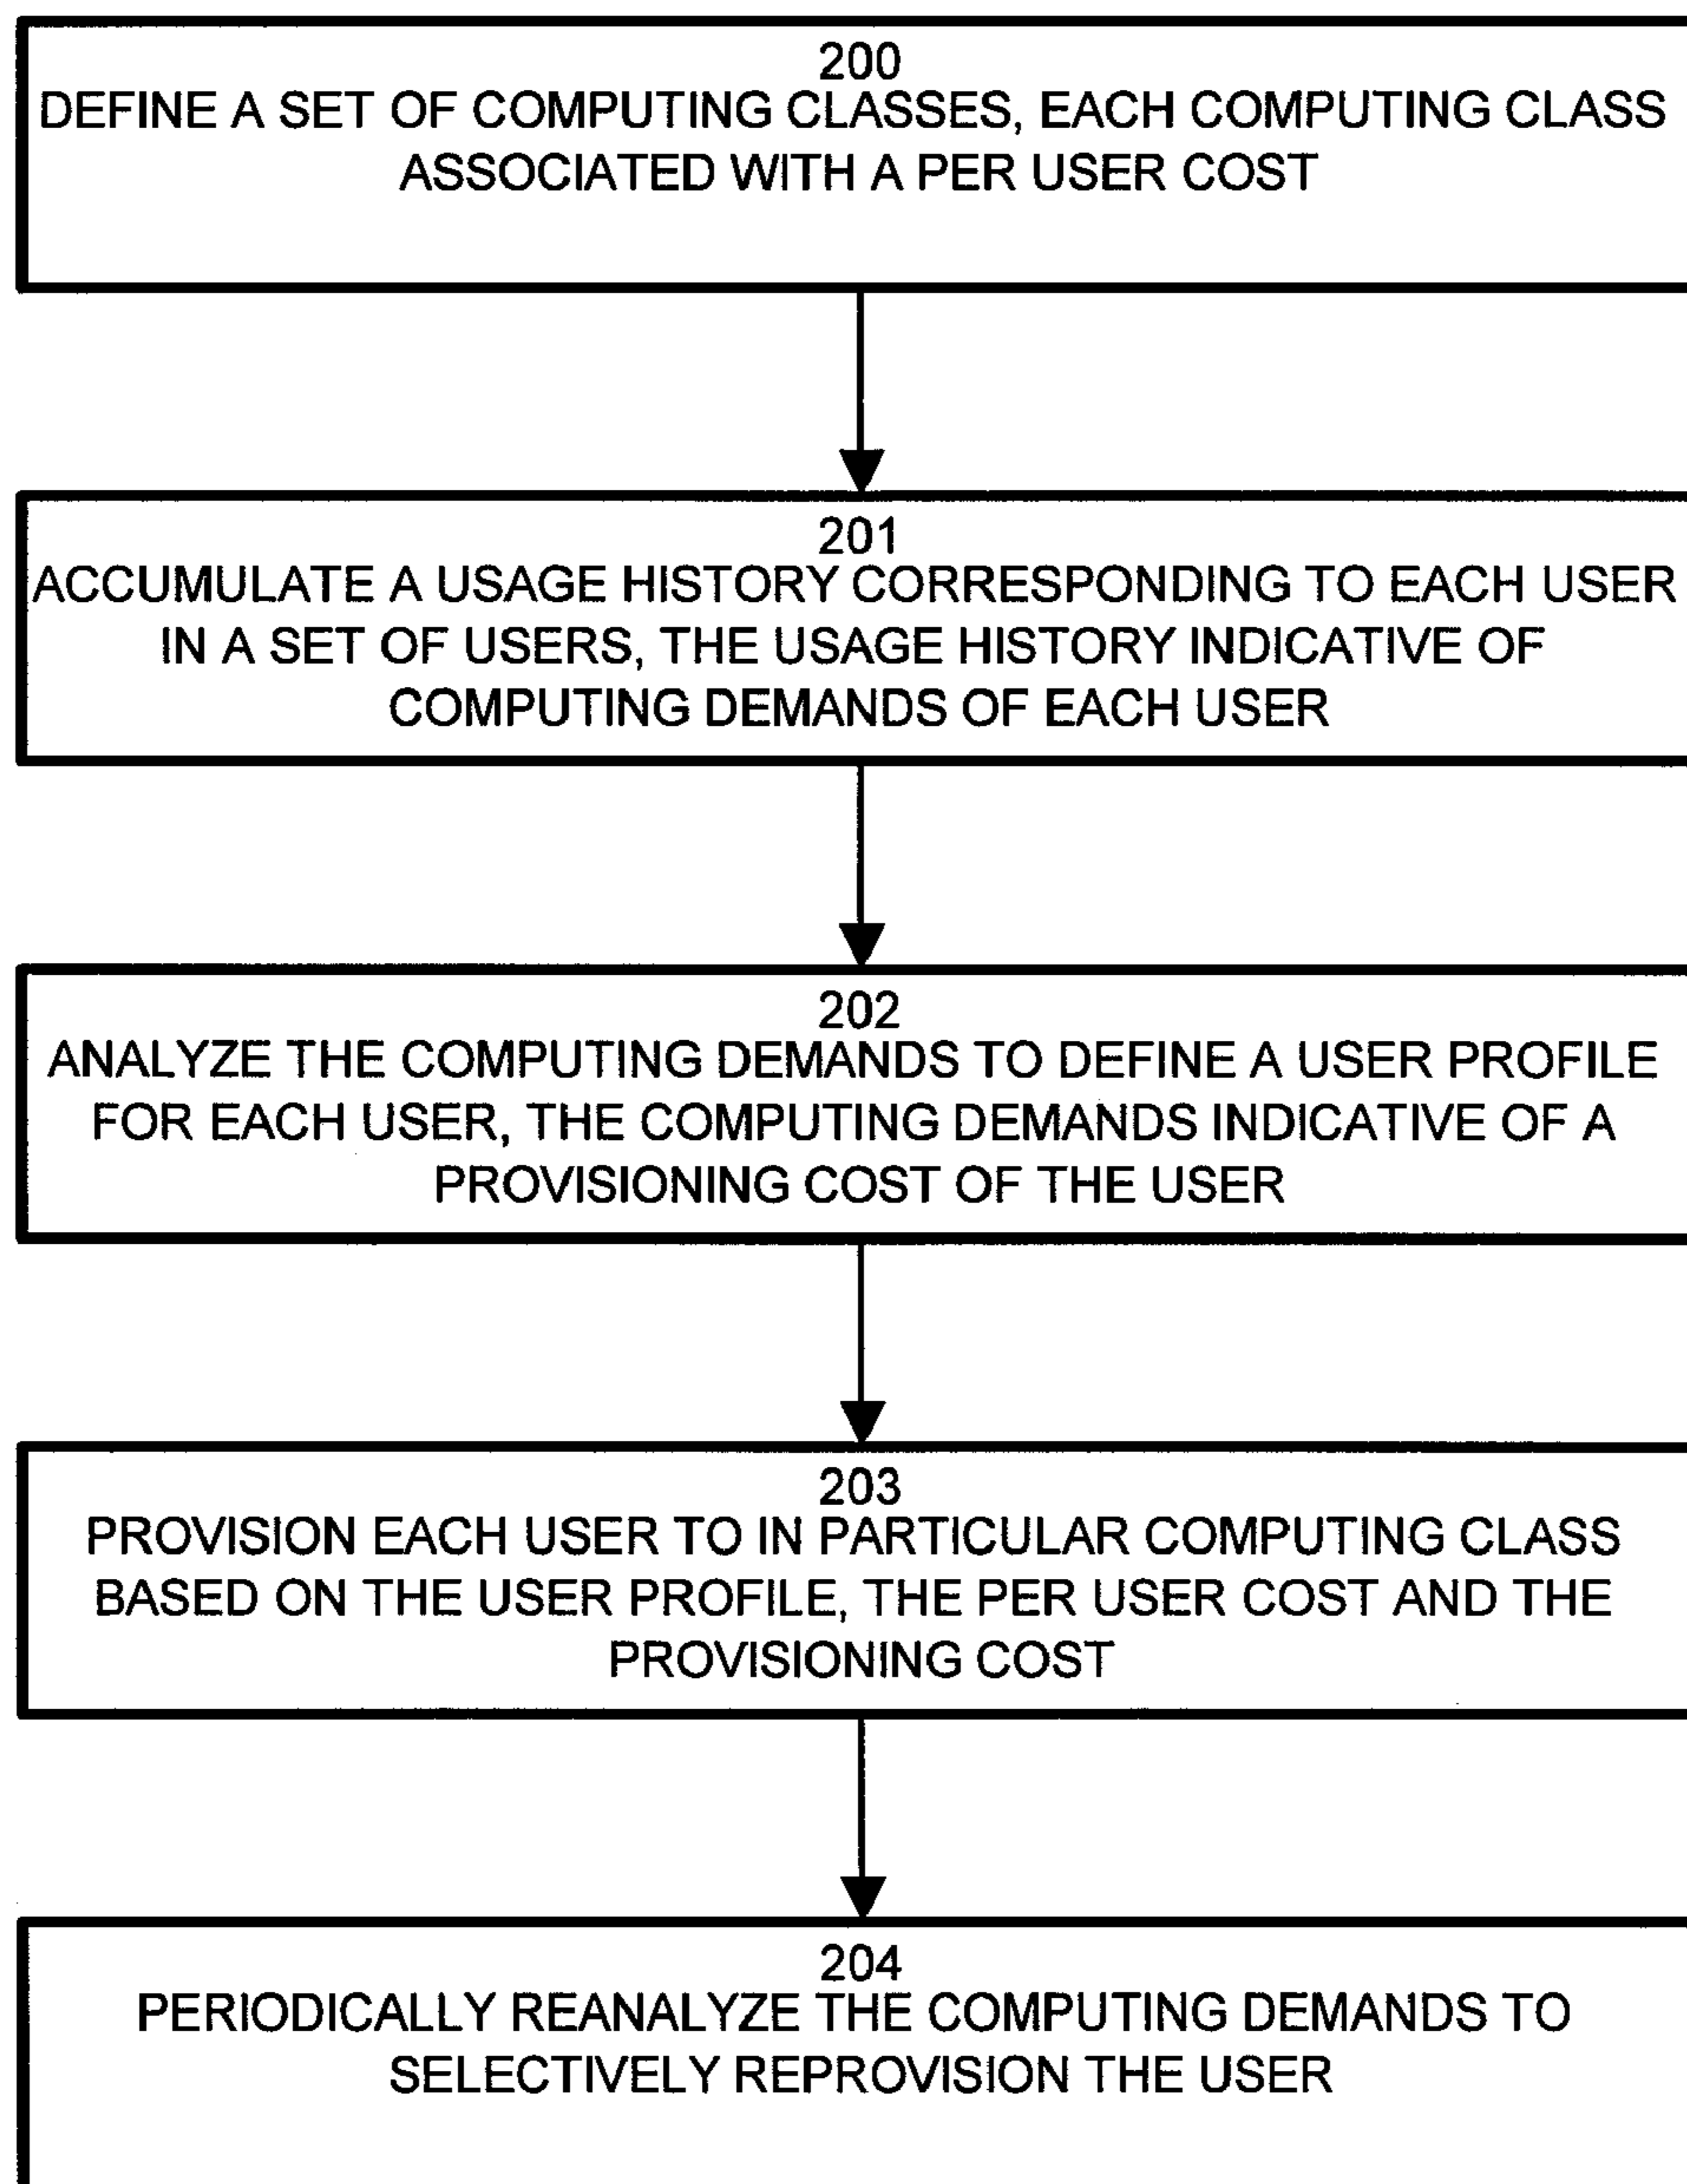 200
DEFINE A SET OF COMPUTING CLASSES, EACH COMPUTING CLASS
ASSOCIATED WITH A PER USER COST
201
ACCUMULATE A USAGE HISTORY CORRESPONDING TO EACH USER
IN A SET OF USERS, THE USAGE HISTORY INDICATIVE OF
COMPUTING DEMANDS OF EACH USER
202
ANALYZE THE COMPUTING DEMANDS TO DEFINE A USER PROFILE
FOR EACH USER, THE COMPUTING DEMANDS INDICATIVE OF A
PROVISIONING COST OF THE USER
203
PROVISION EACH USER TO IN PARTICULAR COMPUTING CLASS
BASED ON THE USER PROFILE, THE PER USER COST AND THE
PROVISIONING COST
204
PERIODICALLY REANALYZE THE COMPUTING DEMANDS TO
SELECTIVELY REPROVISION THE USER